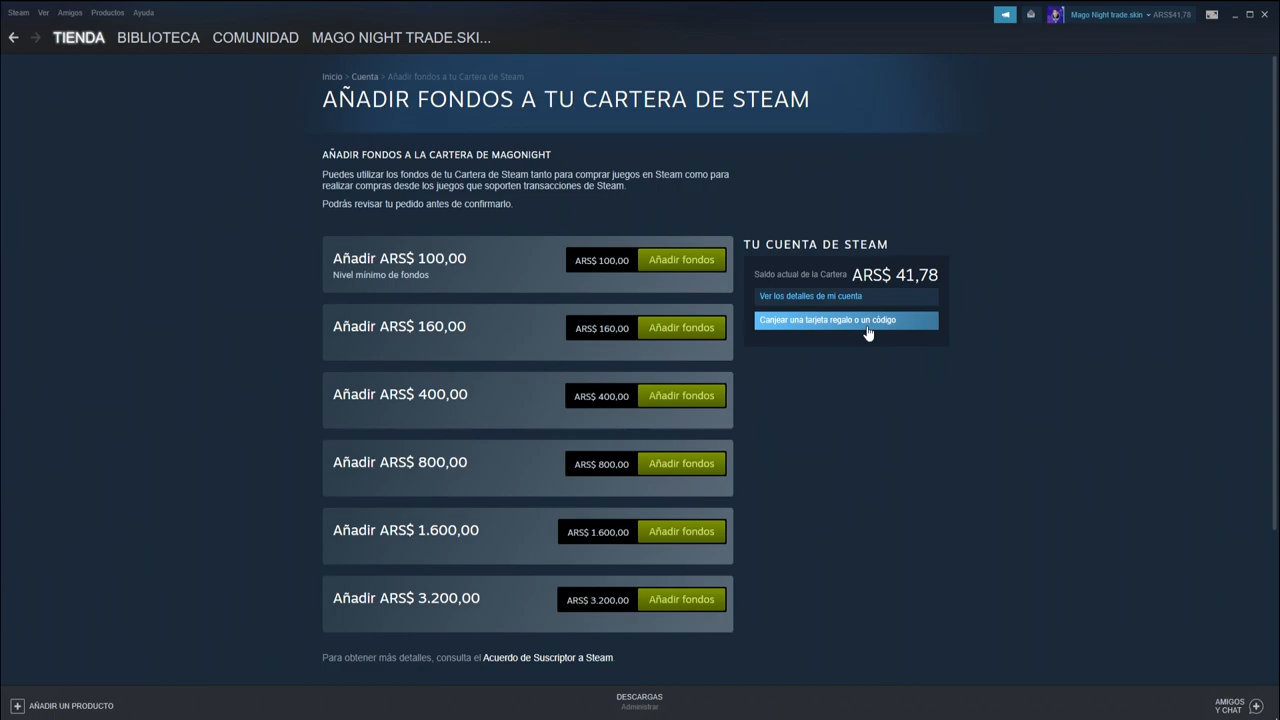 Steam Ver Amigos Productos Ayuda
Mago Night trade.skin ARS$41,78
TIENDA BIBLIOTECA COMUNIDAD MAGO NIGHT TRADE.SKI...
Inicio > Cuenta > Añadir fondos a tu Cartera de Steam
AÑADIR FONDOS A TU CARTERA DE STEAM
AÑADIR FONDOS A LA CARTERA DE MAGONIGHT
Puedes utilizar los fondos de tu Cartera de Steam tanto para comprar juegos en Steam como para
realizar compras desde los juegos que soporten transacciones de Steam.
Podrás revisar tu pedido antes de confirmarlo.
Añadir ARS$ 100,00
Nivel mínimo de fondos
ARS$ 100,00 Añadir fondos
Añadir ARS$ 160,00
ARS$ 160,00 Añadir fondos
Añadir ARS$ 400,00
ARS$ 400,00 Añadir fondos
Añadir ARS$ 800,00
ARS$ 800,00 Añadir fondos
Añadir ARS$ 1.600,00
ARS$ 1.600,00 Añadir fondos
Añadir ARS$ 3.200,00
ARS$ 3.200,00 Añadir fondos
TU CUENTA DE STEAM
Saldo actual de la Cartera ARS$ 41,78
Ver los detalles de mi cuenta
Canjear una tarjeta regalo o un código
Para obtener más detalles, consulta el Acuerdo de Suscriptor a Steam.
AÑADIR UN PRODUCTO
DESCARGAS
Administrar
AMIGOS
Y CHAT